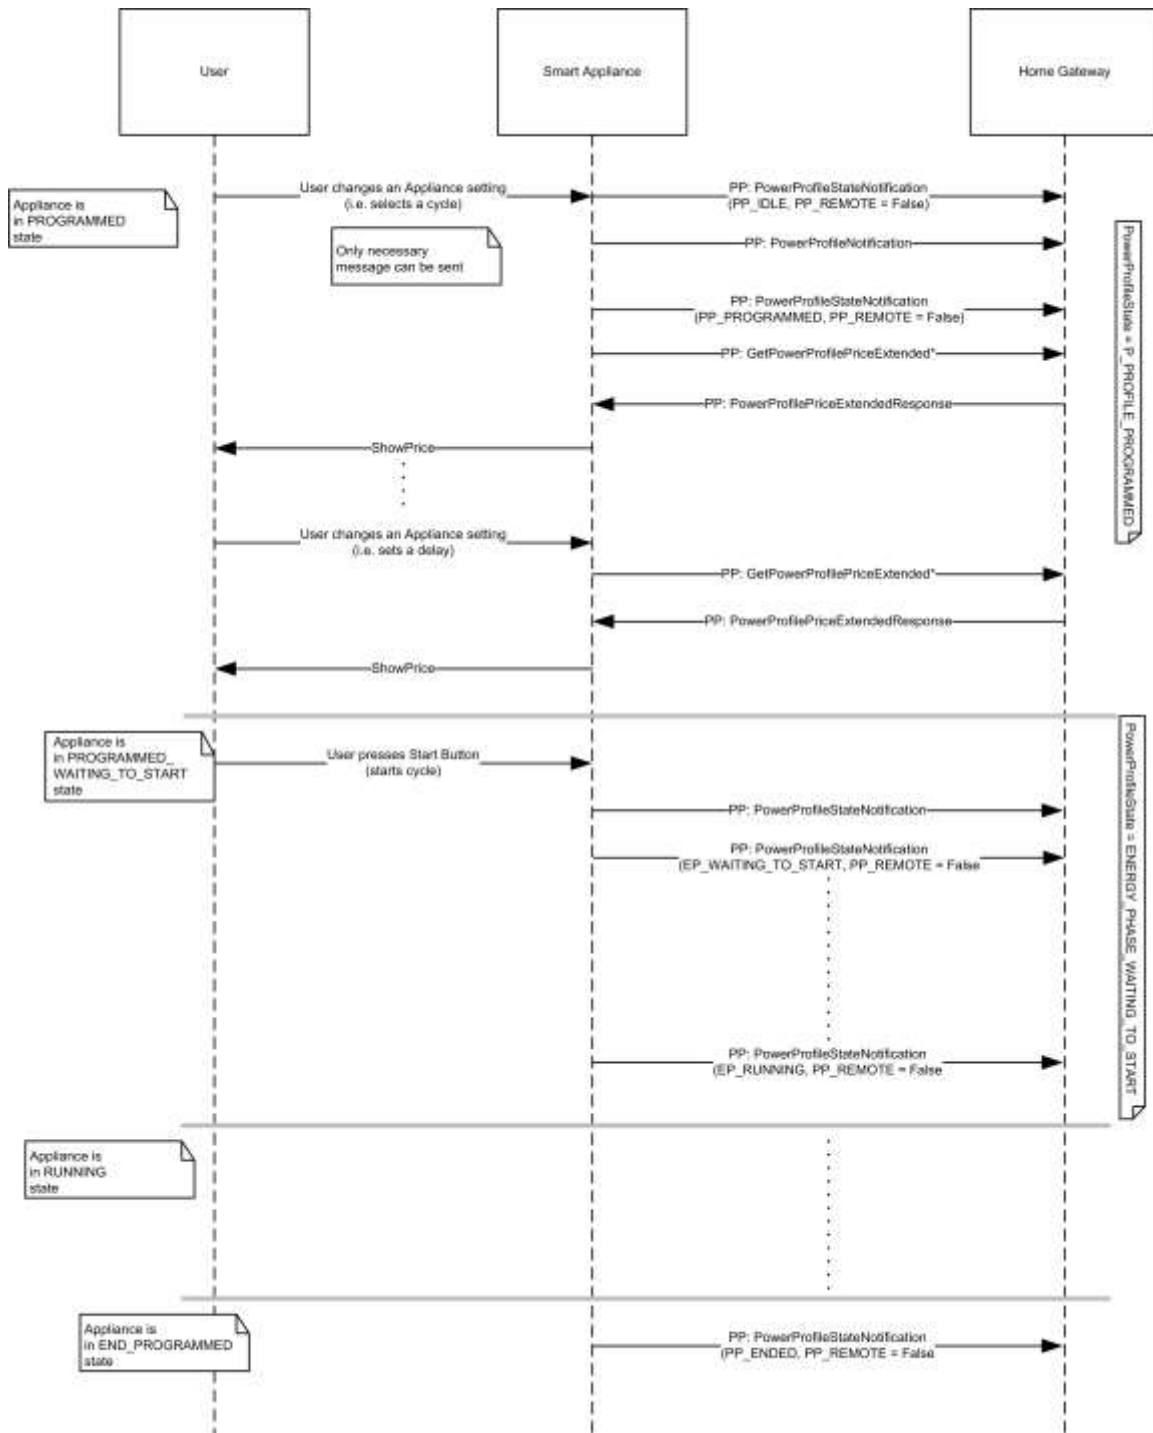 User
Smart Appliance
Home Gateway
Appliance is
in PROGRAMMED
state
User changes an Appliance setting
(i.e. selects a cycle)
PP: PowerProfileStateNotification
(PP_IDLE, PP_REMOTE = False)
Only necessary
message can be sent
PP: PowerProfileNotification
PP: PowerProfileStateNotification
(PP_PROGRAMMED, PP_REMOTE = False)
PP: GetPowerProfilePriceExtended*
PP: PowerProfilePriceExtendedResponse
ShowPrice
PowerProfileState = P_PROFILE_PROGRAMMED
User changes an Appliance setting
(i.e. sets a delay)
PP: GetPowerProfilePriceExtended*
PP: PowerProfilePriceExtendedResponse
ShowPrice
Appliance is
in PROGRAMMED_
WAITING_TO_START
state
User presses Start Button
(starts cycle)
PP: PowerProfileStateNotification
PP: PowerProfileStateNotification
(EP_WAITING_TO_START, PP_REMOTE = False
PowerProfileState = ENERGY_PHASE_WAITING_TO_START
PP: PowerProfileStateNotification
(EP_RUNNING, PP_REMOTE = False
Appliance is
in RUNNING
state
Appliance is
in END_PROGRAMMED
state
PP: PowerProfileStateNotification
(PP_ENDED, PP_REMOTE = False